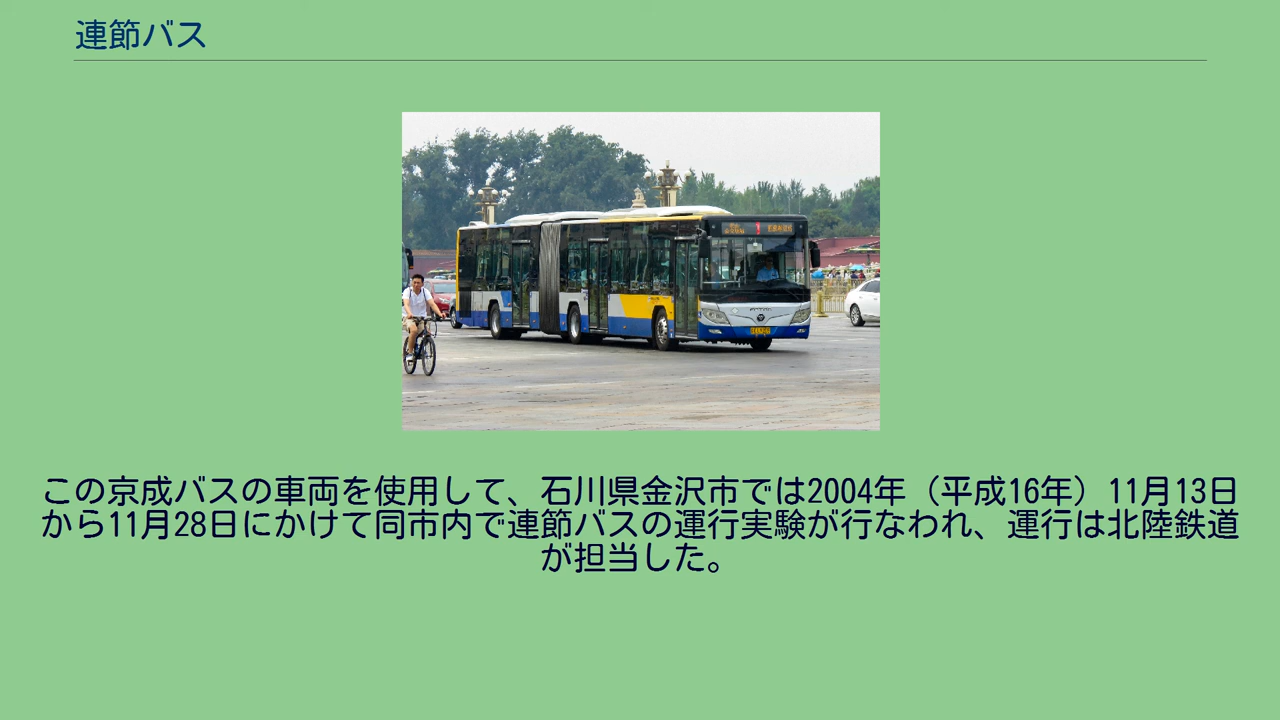 連節バス
この京成バスの車両を使用して、石川県金沢市では2004年（平成16年）11月13日
から11月28日にかけて同市内で連節バスの運行実験が行なわれ、運行は北陸鉄道
が担当した。